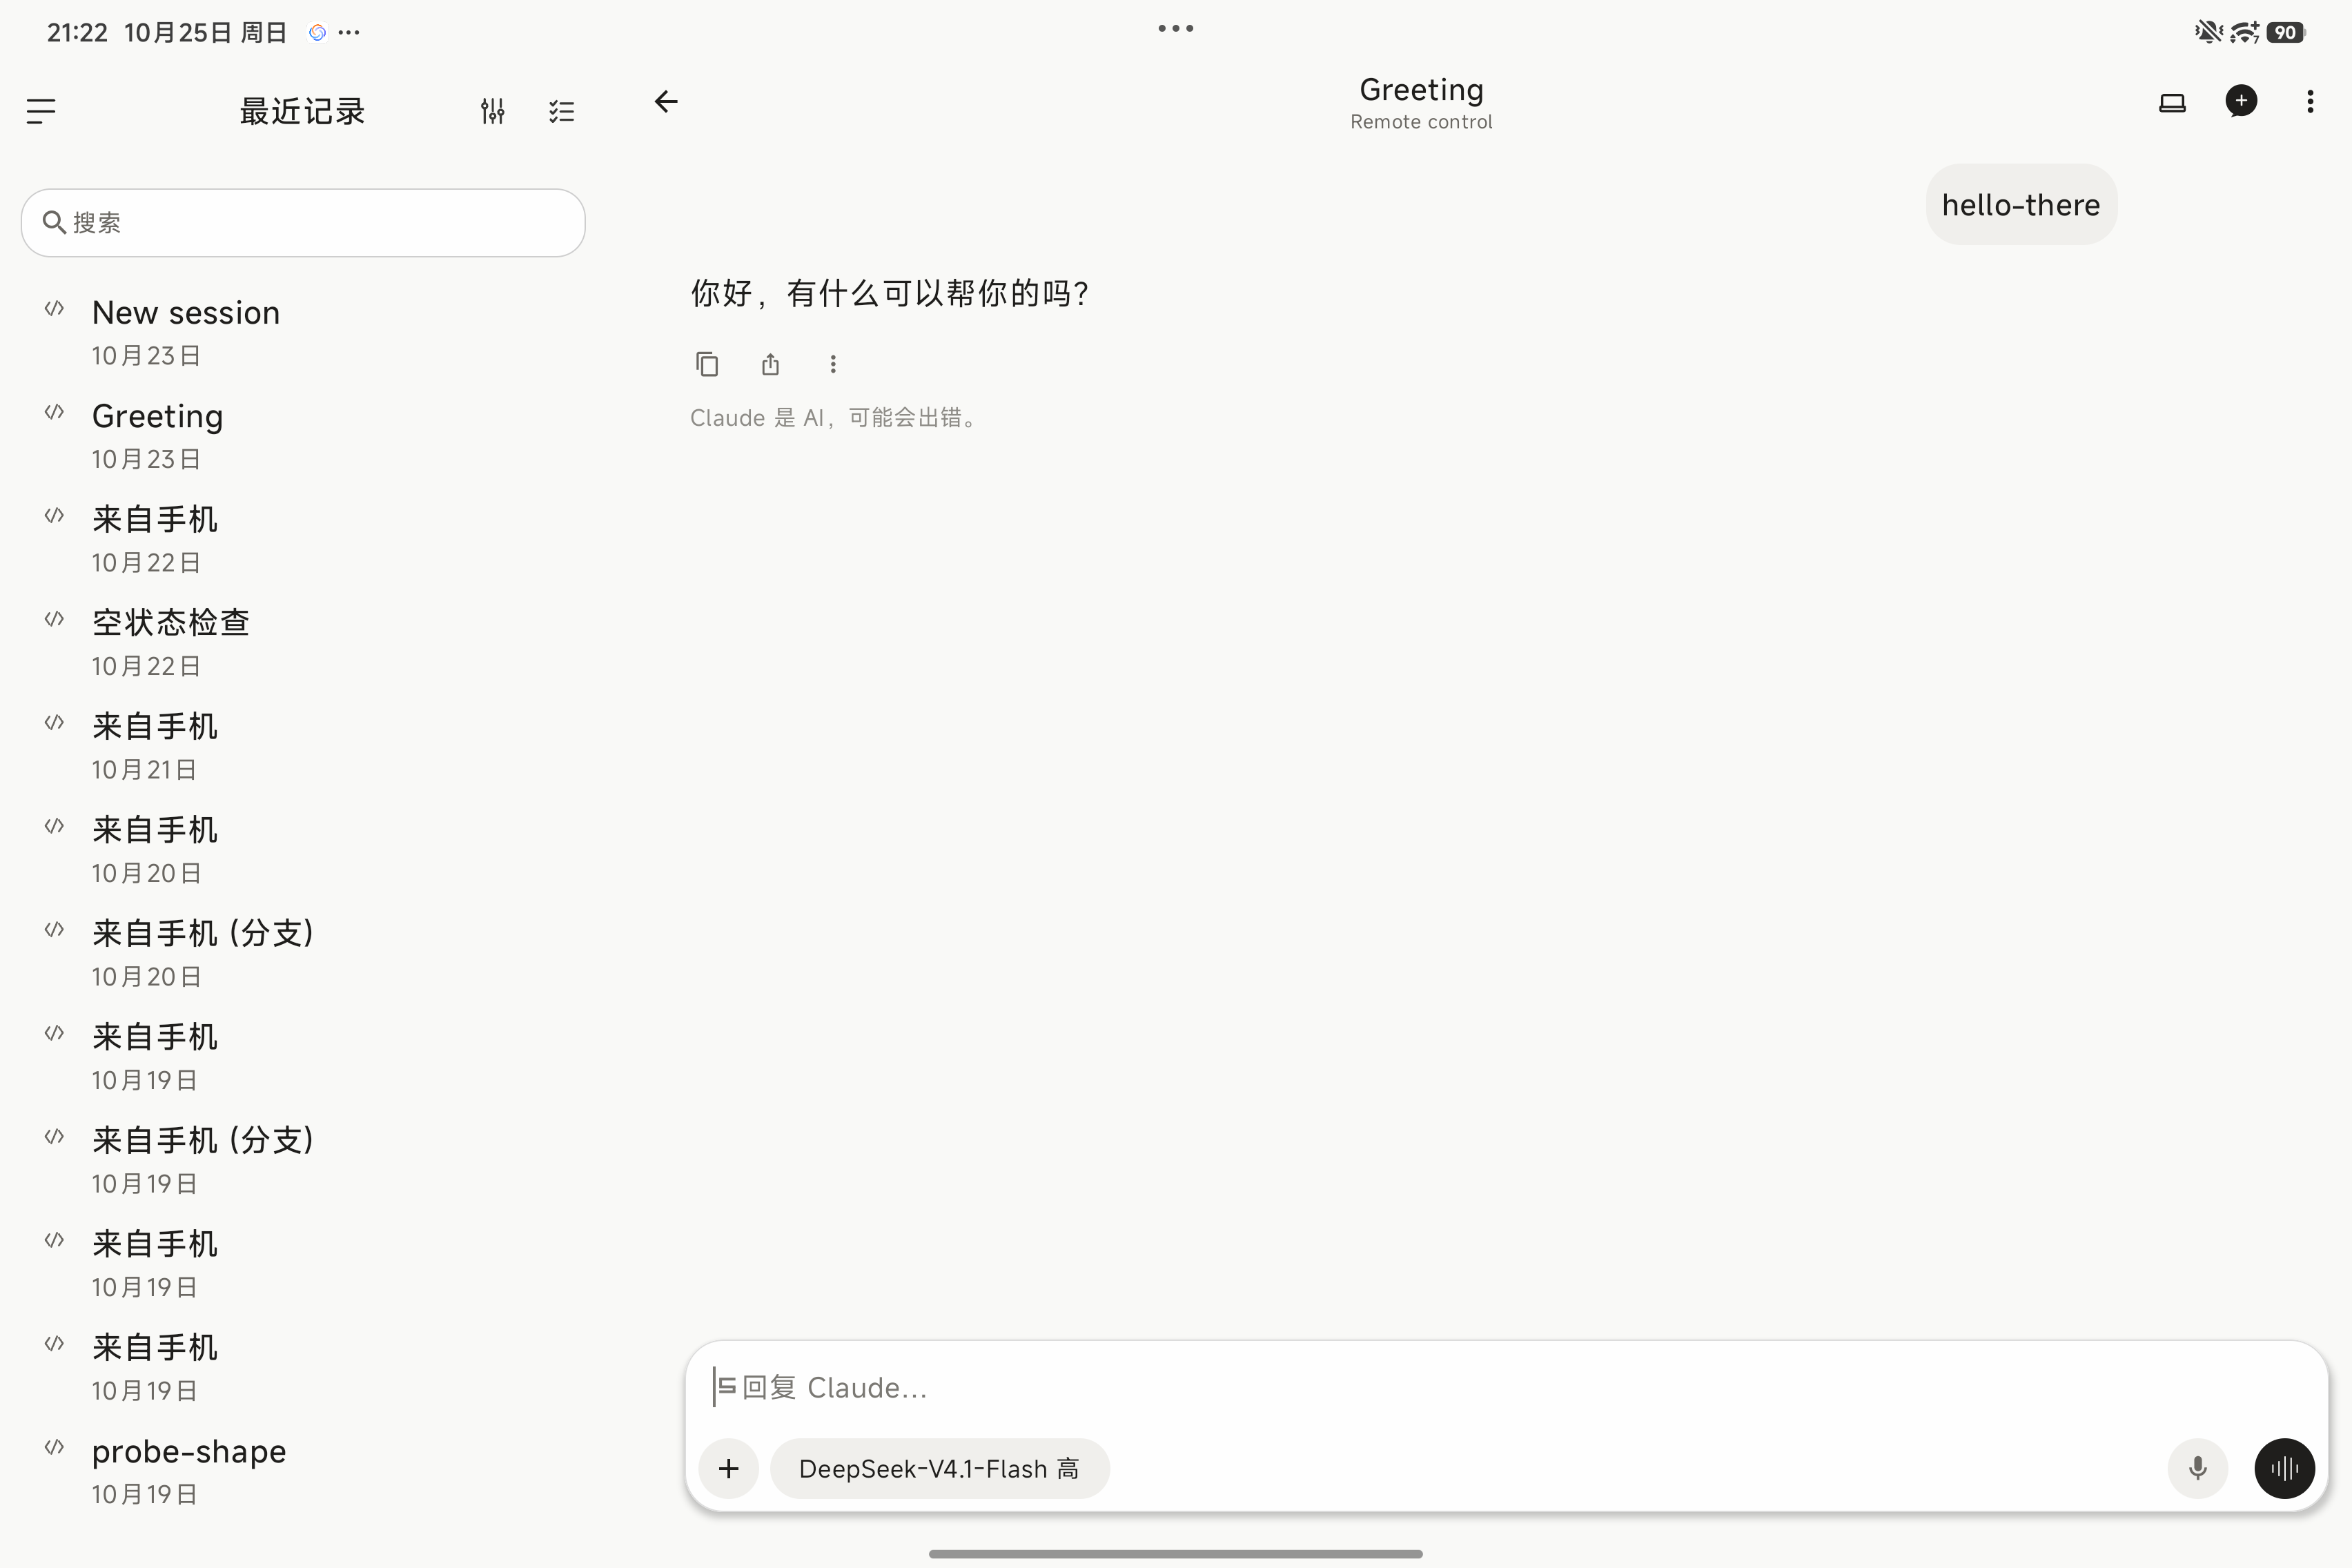 21:22 10月25日 周日
90
最近记录
搜索
New session
10月23日
Greeting
10月23日
来自手机
10月22日
空状态检查
10月22日
来自手机
10月21日
来自手机
10月20日
来自手机 (分支)
10月20日
来自手机
10月19日
来自手机 (分支)
10月19日
来自手机
10月19日
来自手机
10月19日
probe-shape
10月19日
Greeting
Remote control
hello-there
你好，有什么可以帮你的吗？
Claude 是 AI，可能会出错。
回复 Claude...
DeepSeek-V4.1-Flash 高